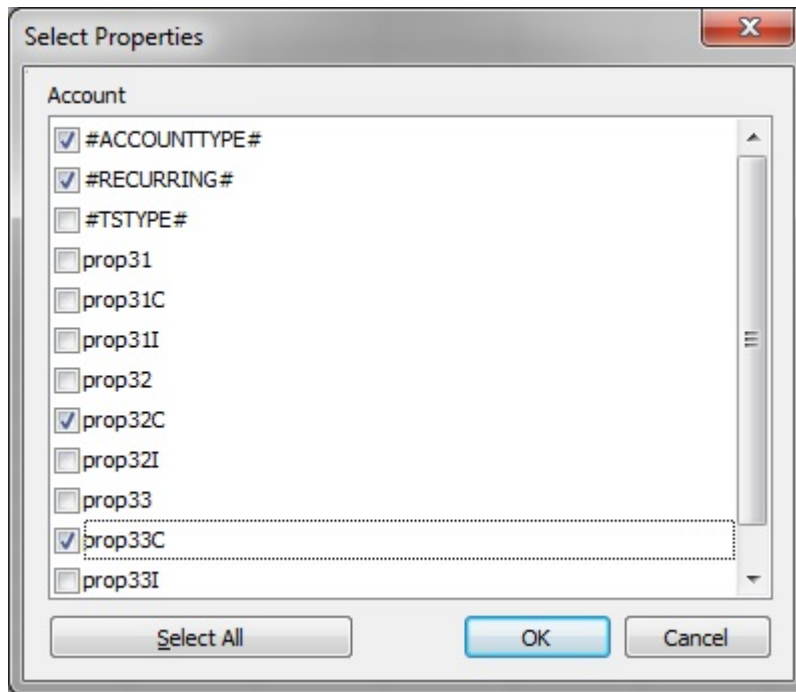 Select Properties
Account
#ACCOUNTTYPE#
#RECURRING#
#TSTYPE#
prop31
prop31C
prop31I
prop32
prop32C
prop32I
prop33
prop33C
prop33I
Select All OK Cancel